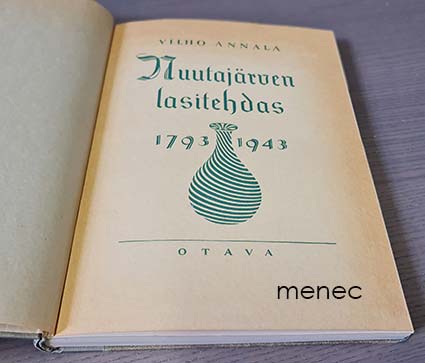 VILHO ANNALA
Nuutajärven
lasitehdas
1793 1943
OTAVA
menec